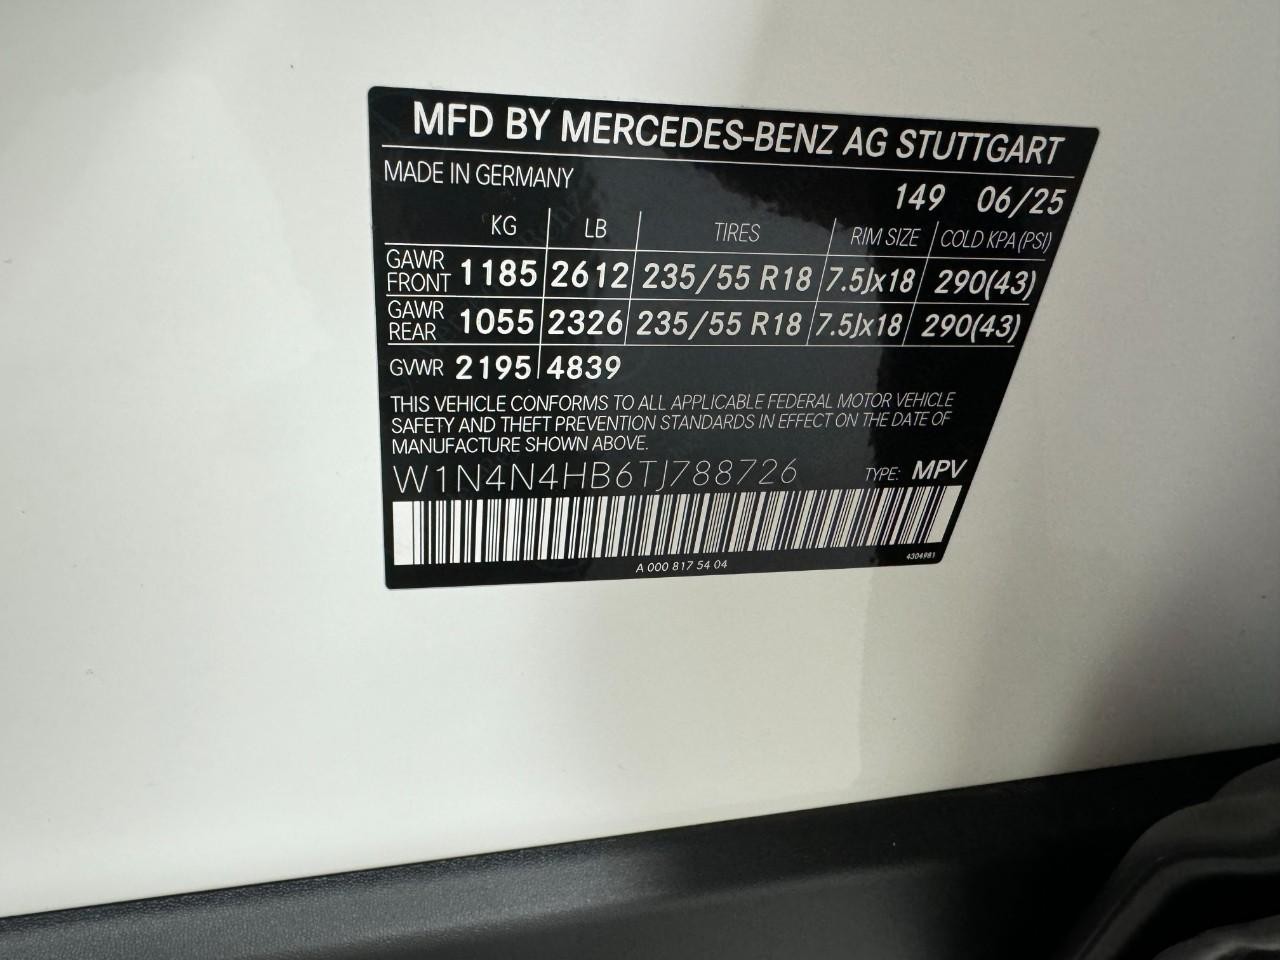 MFD BY MERCEDES-BENZ AG STUTTGART
MADE IN GERMANY
149 06/25
KG LB TIRES RIM SIZE COLD KPA(PSI)
GAWR FRONT 1185 2612 235/55 R18 7.5Jx18 290(43)
GAWR REAR 1055 2326 235/55 R18 7.5Jx18 290(43)
GVWR 2195 4839
THIS VEHICLE CONFORMS TO ALL APPLICABLE FEDERAL MOTOR VEHICLE
SAFETY AND THEFT PREVENTION STANDARDS IN EFFECT ON THE DATE OF
MANUFACTURE SHOWN ABOVE.
W1N4N4HB6TJ788726 TYPE: MPV
A 000 817 54 04
4304981